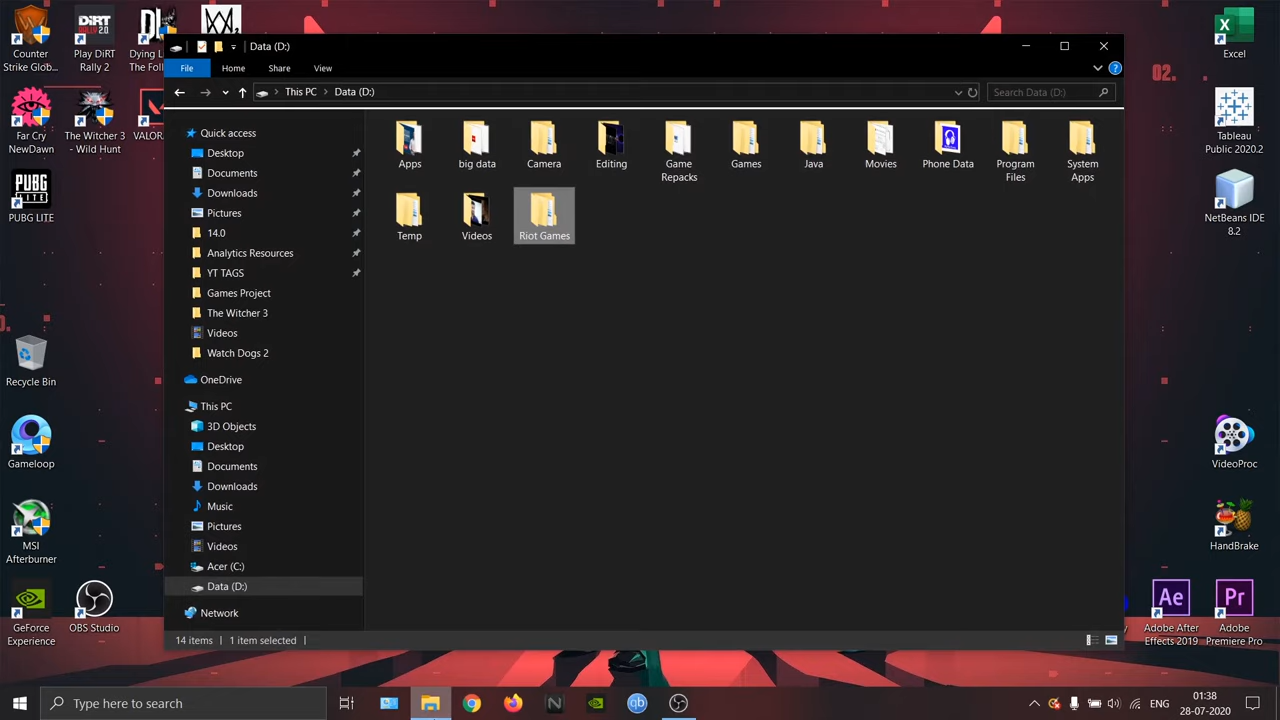 Counter
Strike Glob...
Play DiRT
Rally 2
Dying Li
The Foll
02.
Excel
Far Cry
NewDawn
The Witcher 3
- Wild Hunt
VALOR
PUBG
LITE
PUBG LITE
Tableau
Public 2020.2
NetBeans IDE
8.2
Recycle Bin
Gameloop
VideoProc
MSI
Afterburner
HandBrake
GeForce
Experience
OBS Studio
Ae
Adobe After
Effects 2019
Pr
Adobe
Premiere Pro
Data (D:)
File
Home
Share
View
This PC
Data (D:)
Search Data (D:)
Quick access
Desktop
Documents
Downloads
Pictures
14.0
Analytics Resources
YT TAGS
Games Project
The Witcher 3
Videos
Watch Dogs 2
OneDrive
This PC
3D Objects
Desktop
Documents
Downloads
Music
Pictures
Videos
Acer (C:)
Data (D:)
Network
Apps
big data
Camera
Editing
Game
Repacks
Games
Java
Movies
Phone Data
Program
Files
System
Apps
Temp
Videos
Riot Games
14 items
1 item selected
Type here to search
ENG
01:38
28-07-2020